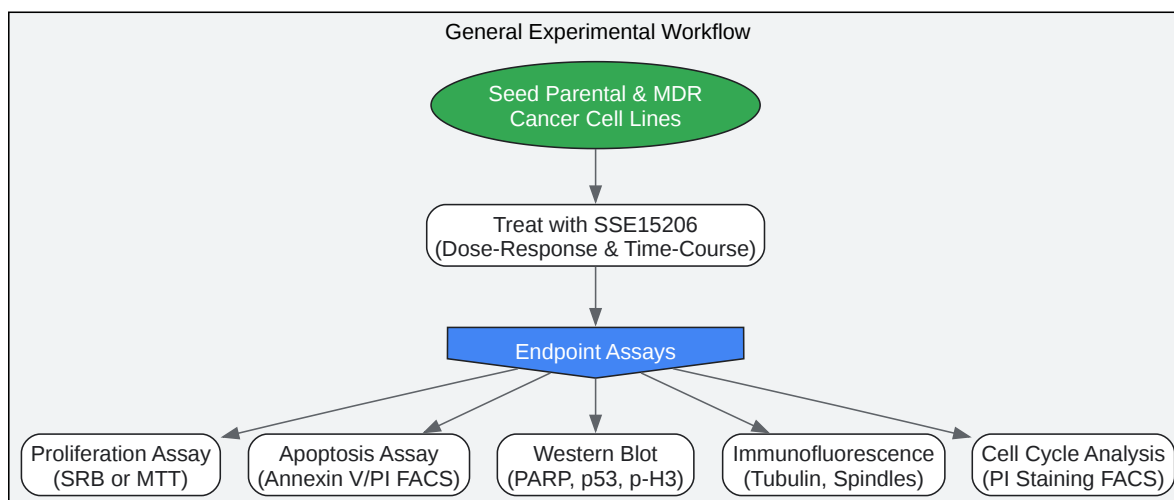 General Experimental Workflow
Seed Parental & MDR
Cancer Cell Lines
Treat with SSE15206
(Dose-Response & Time-Course)
Endpoint Assays
Proliferation Assay
(SRB or MTT)
Apoptosis Assay
(Annexin V/PI FACS)
Western Blot
(PARP, p53, p-H3)
Immunofluorescence
(Tubulin, Spindles)
Cell Cycle Analysis
(PI Staining FACS)